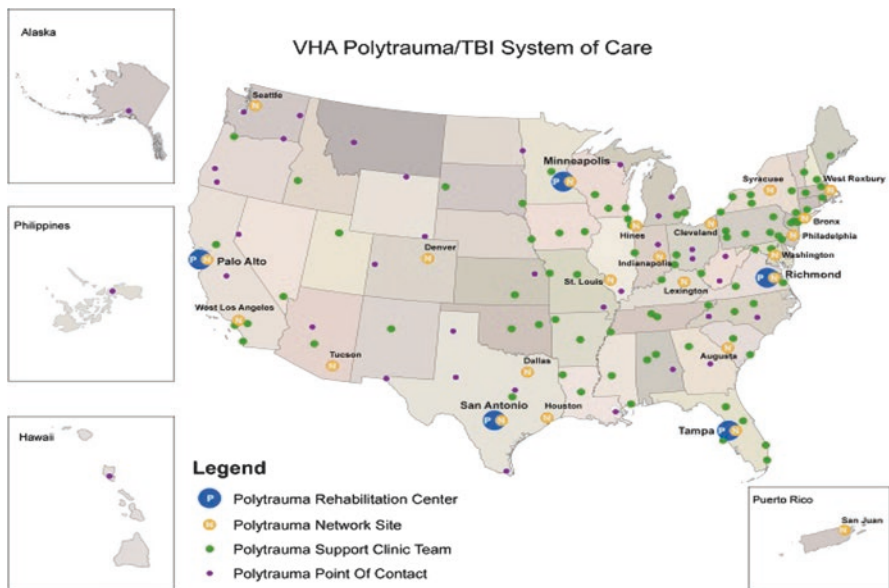 Alaska
VHA Polytrauma/TBI System of Care
Seattle
N
Minneapolis
P N
Syracuse
N
West Roxbury
N
Philippines
Bronx
N
Hines
N
Cleveland
N
Philadelphia
N
Denver
N
Indianapolis
N
Washington
N
P N
Palo Alto
St. Louis
N
Lexington
N
P N
Richmond
West Los Angeles
N
Tucson
N
Dallas
N
Augusta
N
San Antonio
P N
Houston
N
Tampa
P N
Hawaii
Legend
P Polytrauma Rehabilitation Center
N Polytrauma Network Site
Polytrauma Support Clinic Team
Polytrauma Point Of Contact
Puerto Rico
San Juan
N